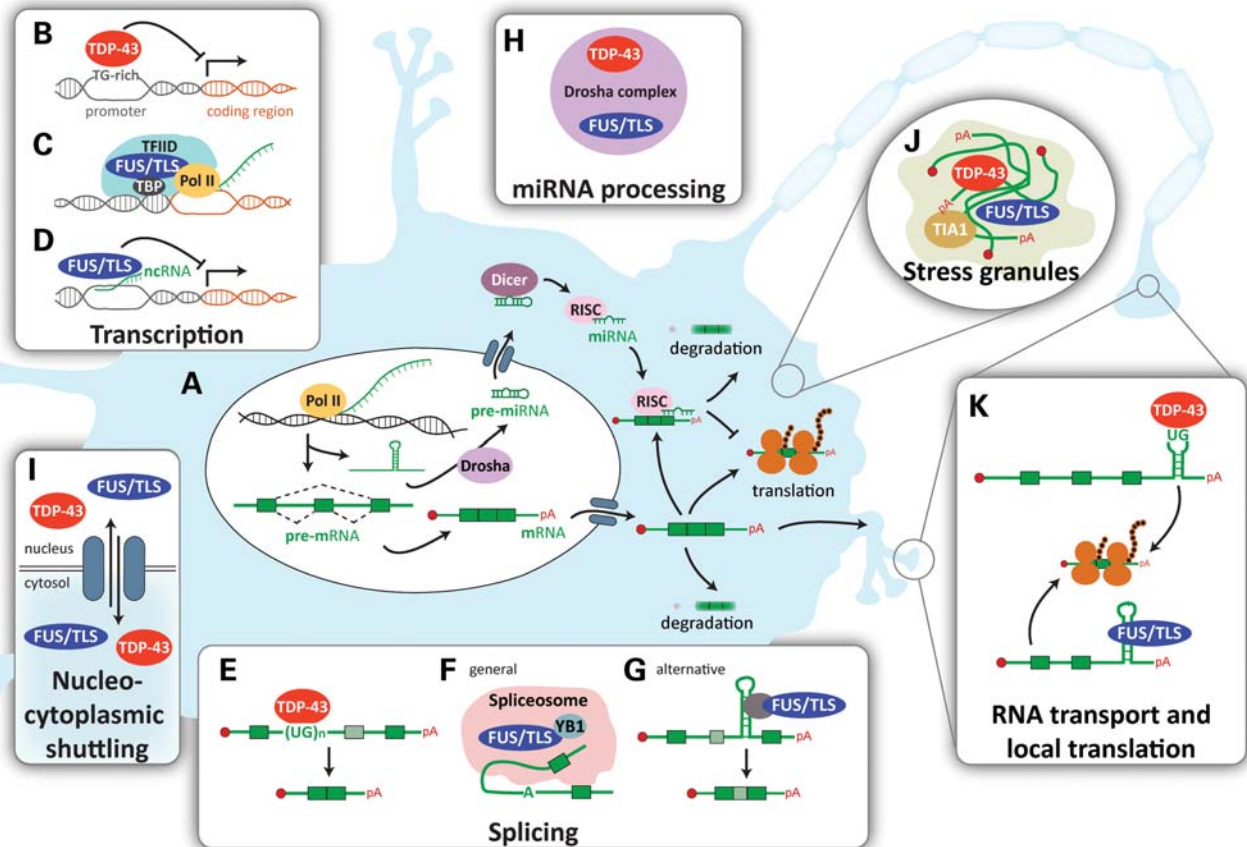 B
TDP-43
TG-rich
promoter
coding region
C
TFIID
FUS/TLS
TBP
Pol II
D
FUS/TLS
ncRNA
Transcription
H
TDP-43
Drosha complex
FUS/TLS
miRNA processing
J
pA
TDP-43
pA
FUS/TLS
TIA1
pA
Stress granules
A
Pol II
pre-miRNA
Drosha
pre-mRNA
pA
mRNA
Dicer
RISC
miRNA
degradation
RISC
pA
pA
translation
pA
degradation
I
FUS/TLS
TDP-43
nucleus
cytosol
FUS/TLS
TDP-43
Nucleo-
cytoplasmic
shuttling
E
TDP-43
(UG)n
pA
pA
F general
Spliceosome
FUS/TLS
YB1
A
G alternative
FUS/TLS
pA
pA
Splicing
K
TDP-43
UG
pA
pA
FUS/TLS
pA
RNA transport and
local translation